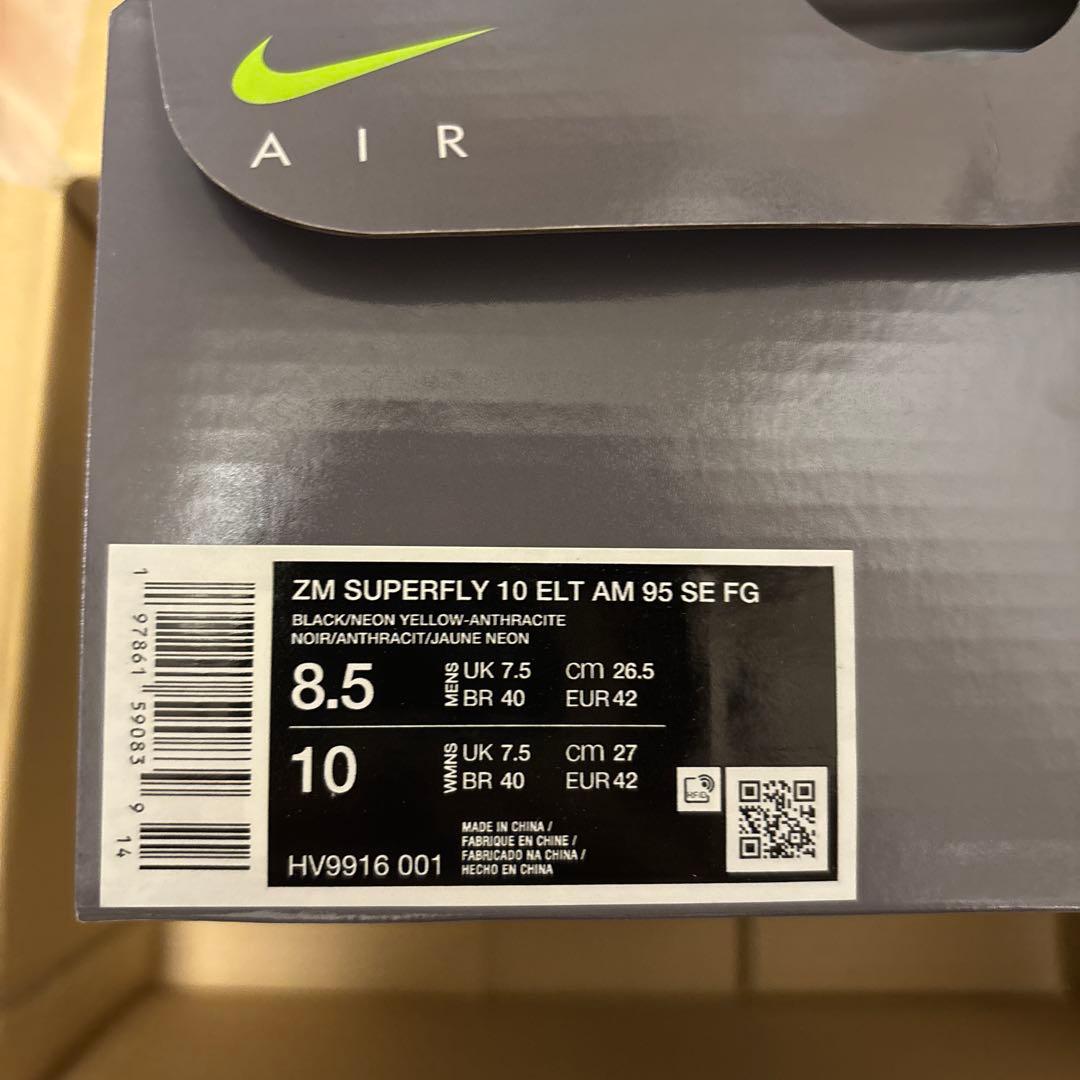 AIR
ZM SUPERFLY 10 ELT AM 95 SE FG
BLACK/NEON YELLOW-ANTHRACITE
NOIR/ANTHRACIT/JAUNE NEON
8.5 MENS UK 7.5 cm 26.5
BR 40 EUR 42
10 WMNS UK 7.5 cm 27
BR 40 EUR 42
RFID
MADE IN CHINA /
FABRIQUE EN CHINE /
FABRICADO NA CHINA /
HECHO EN CHINA
HV9916 001
1 97861 59083 9 14